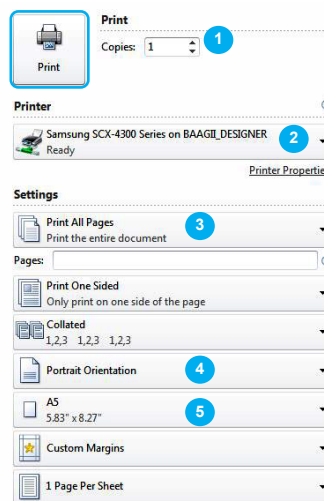 Print
Copies: 1
1
Print
Printer
Samsung SCX-4300 Series on BAAGII_DESIGNER
Ready
2
Printer Propertie
Settings
Print All Pages
Print the entire document
3
Pages:
Print One Sided
Only print on one side of the page
Collated
1,2,3 1,2,3 1,2,3
Portrait Orientation
4
A5
5.83" x 8.27"
5
Custom Margins
1 Page Per Sheet